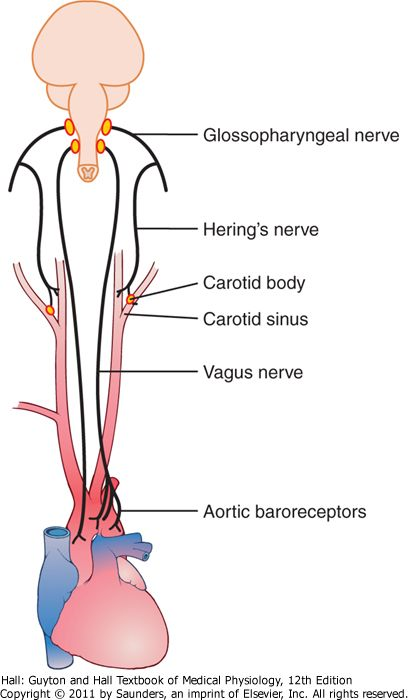 Glossopharyngeal nerve
Hering's nerve
Carotid body
Carotid sinus
Vagus nerve
Aortic baroreceptors
Hall: Guyton and Hall Textbook of Medical Physiology, 12th Edition
Copyright © 2011 by Saunders, an imprint of Elsevier, Inc. All rights reserved.